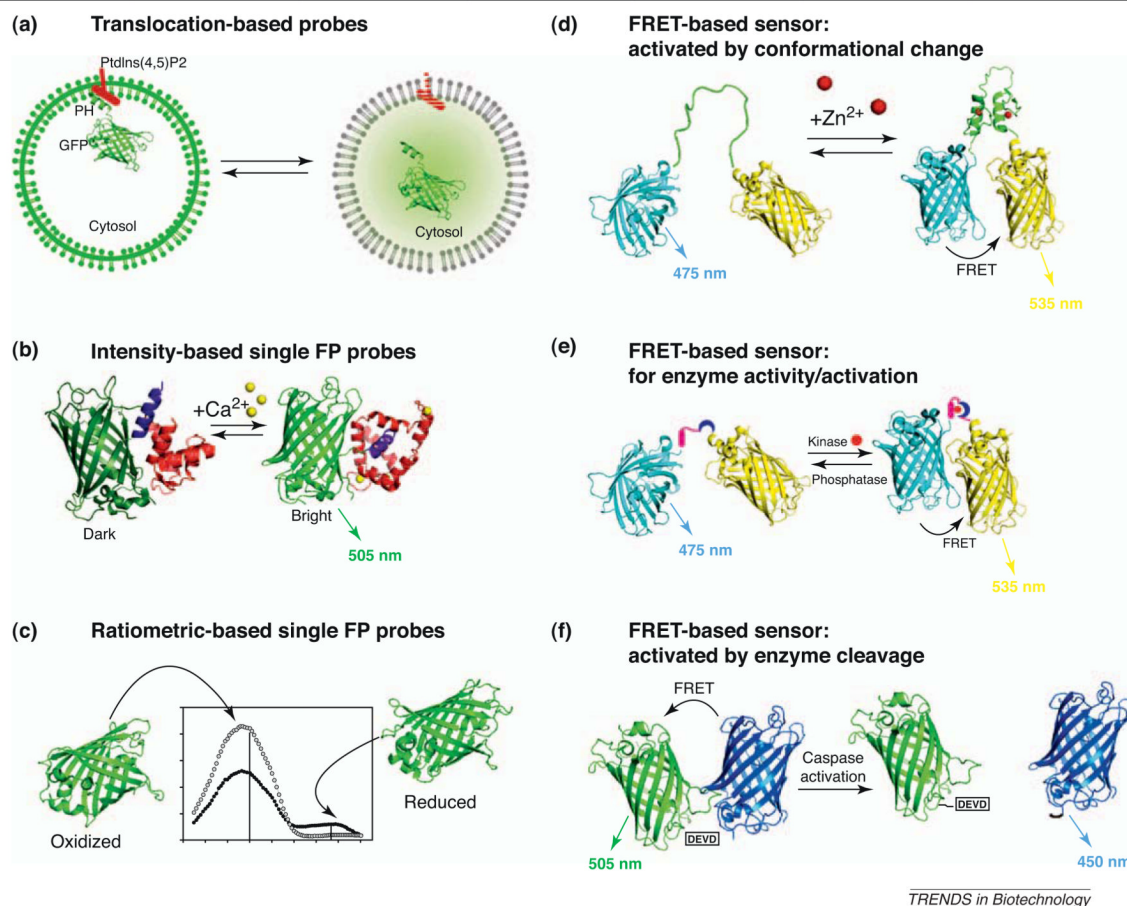 (a) Translocation-based probes
PtdIns(4,5)P2
PH
GFP
Cytosol
Cytosol
(b) Intensity-based single FP probes
+Ca2+
Dark
Bright
505 nm
(c) Ratiometric-based single FP probes
Oxidized
Reduced
(d) FRET-based sensor:
activated by conformational change
+Zn2+
475 nm
FRET
535 nm
(e) FRET-based sensor:
for enzyme activity/activation
Kinase
Phosphatase
475 nm
FRET
535 nm
(f) FRET-based sensor:
activated by enzyme cleavage
FRET
Caspase
activation
DEVD
DEVD
505 nm
450 nm
TRENDS in Biotechnology